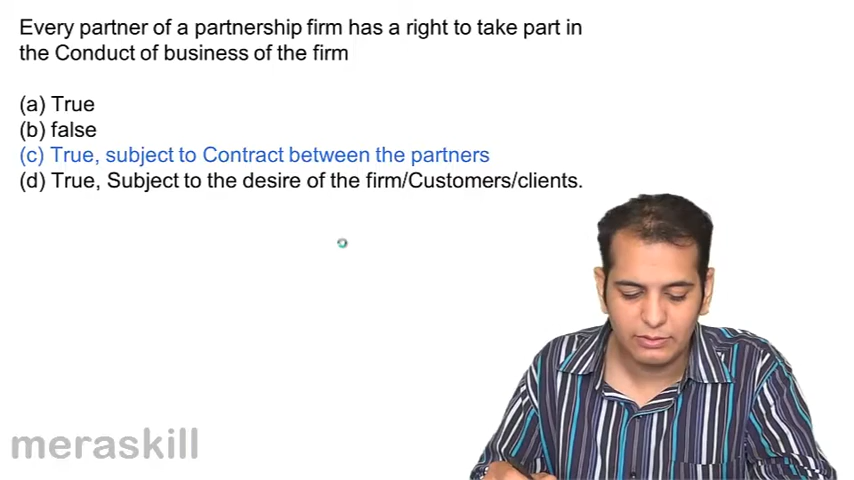 Every partner of a partnership firm has a right to take part in
the Conduct of business of the firm
(a) True
(b) false
(c) True, subject to Contract between the partners
(d) True, Subject to the desire of the firm/Customers/clients.
meraskill